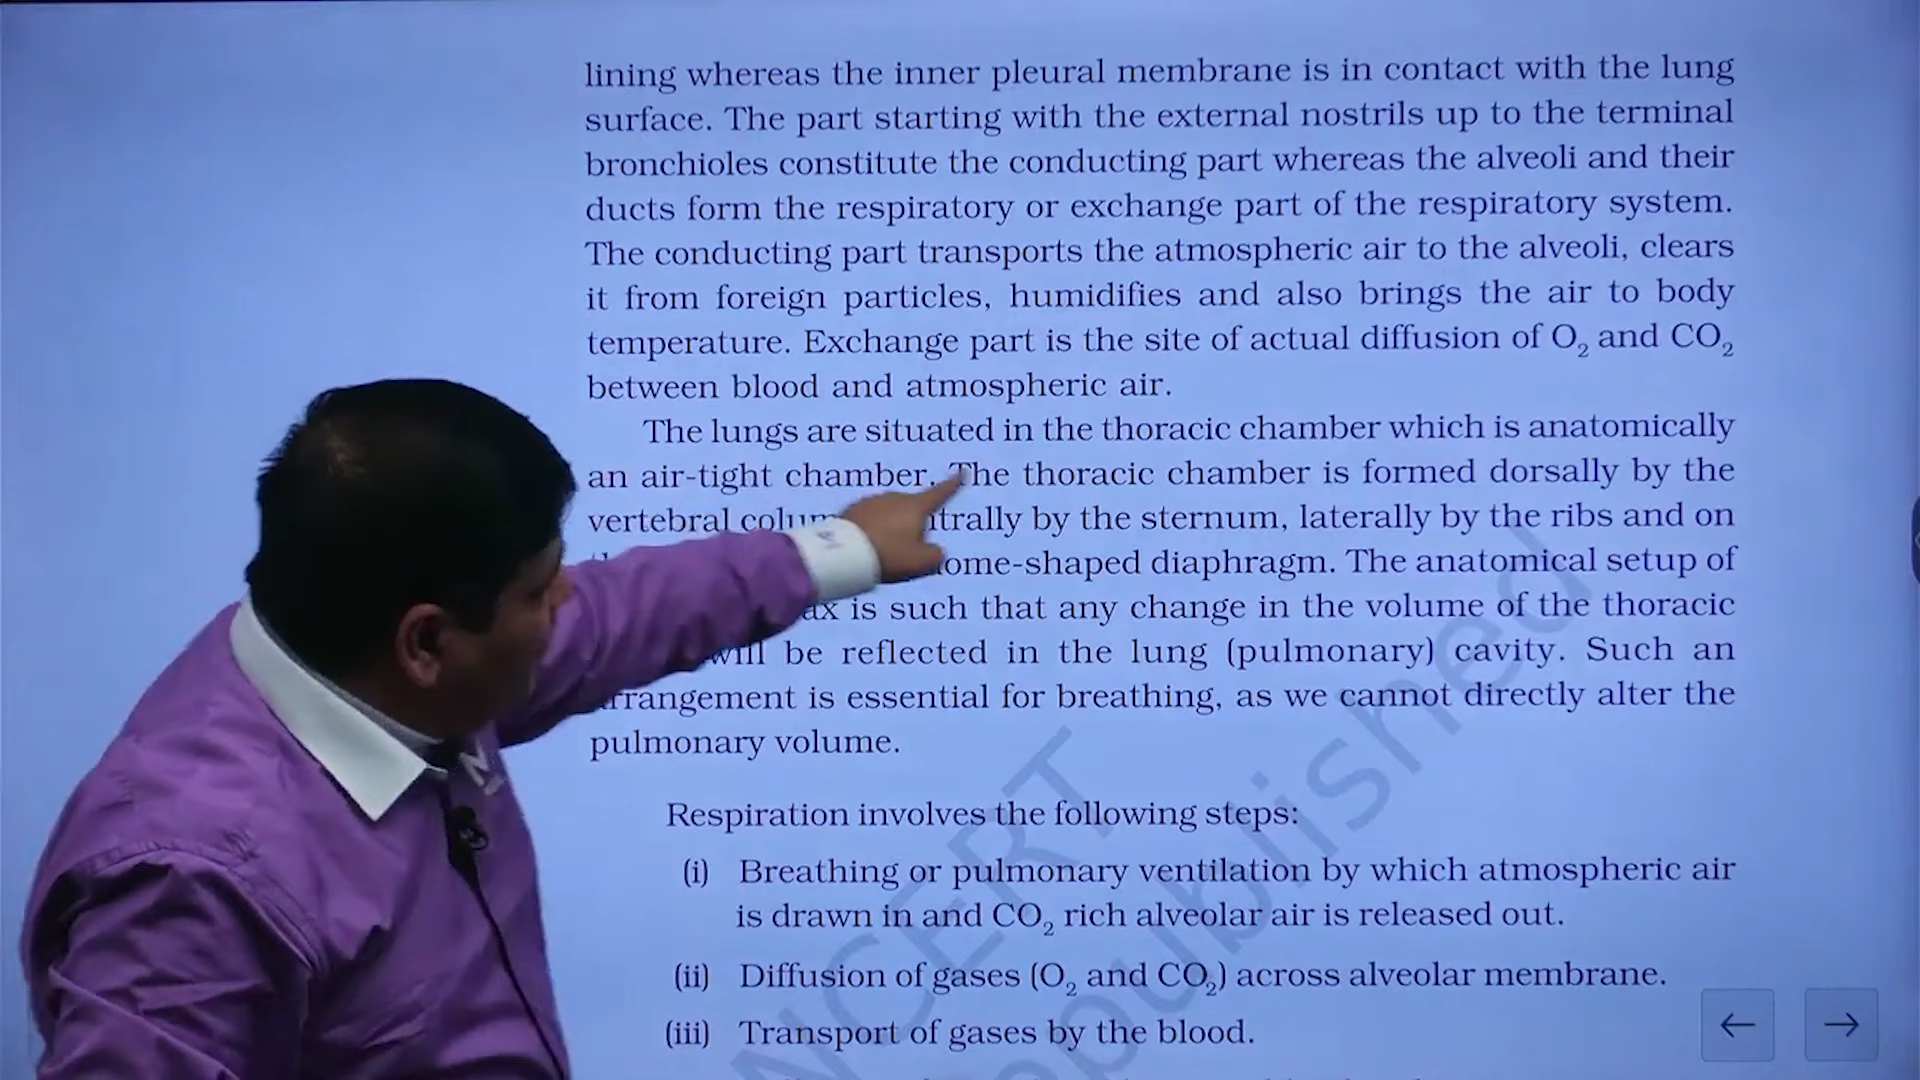 lining whereas the inner pleural membrane is in contact with the lung
surface. The part starting with the external nostrils up to the terminal
bronchioles constitute the conducting part whereas the alveoli and their
ducts form the respiratory or exchange part of the respiratory system.
The conducting part transports the atmospheric air to the alveoli, clears
it from foreign particles, humidifies and also brings the air to body
temperature. Exchange part is the site of actual diffusion of O₂ and CO₂
between blood and atmospheric air.
The lungs are situated in the thoracic chamber which is anatomically
an air-tight chamber. The thoracic chamber is formed dorsally by the
vertebral by the sternum, laterally by the ribs and on
diaphragm. The anatomical setup of
is such that any change in the volume of the thoracic
will be reflected in the lung (pulmonary) cavity. Such an
arrangement is essential for breathing, as we cannot directly alter the
pulmonary volume.
Respiration involves the following steps:
(i) Breathing or pulmonary ventilation by which atmospheric air
is drawn in and CO₂ rich alveolar air is released out.
(ii) Diffusion of gases (O₂ and CO₂) across alveolar membrane.
(iii) Transport of gases by the blood.
NCERT
republished